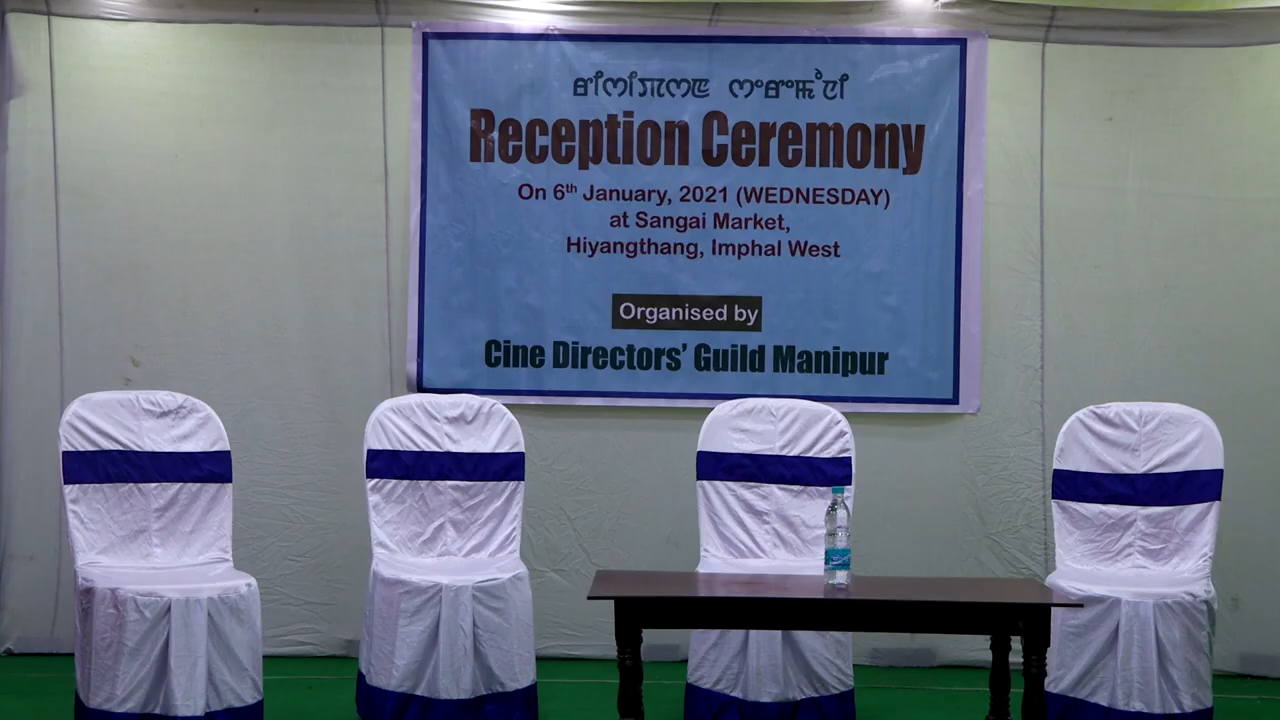 ꯔꯤꯁꯤꯞꯁꯟ ꯁꯦꯔꯦꯃꯣꯅꯤ
Reception Ceremony
On 6th January, 2021 (WEDNESDAY)
at Sangai Market,
Hiyangthang, Imphal West
Organised by
Cine Directors' Guild Manipur